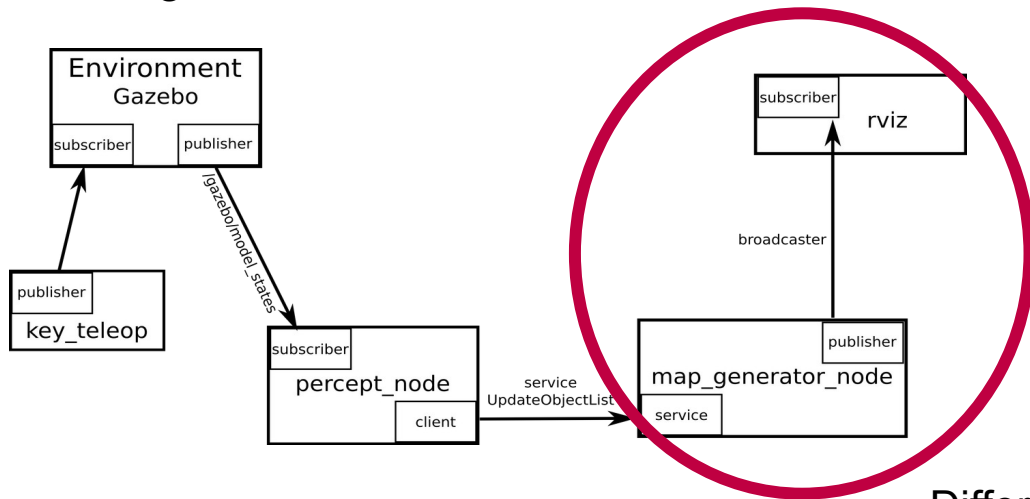 Environment
Gazebo
subscriber
publisher
/gazebo/model_states
publisher
key_teleop
subscriber
percept_node
client
service
UpdateObjectList
subscriber
rviz
broadcaster
publisher
map_generator_node
service